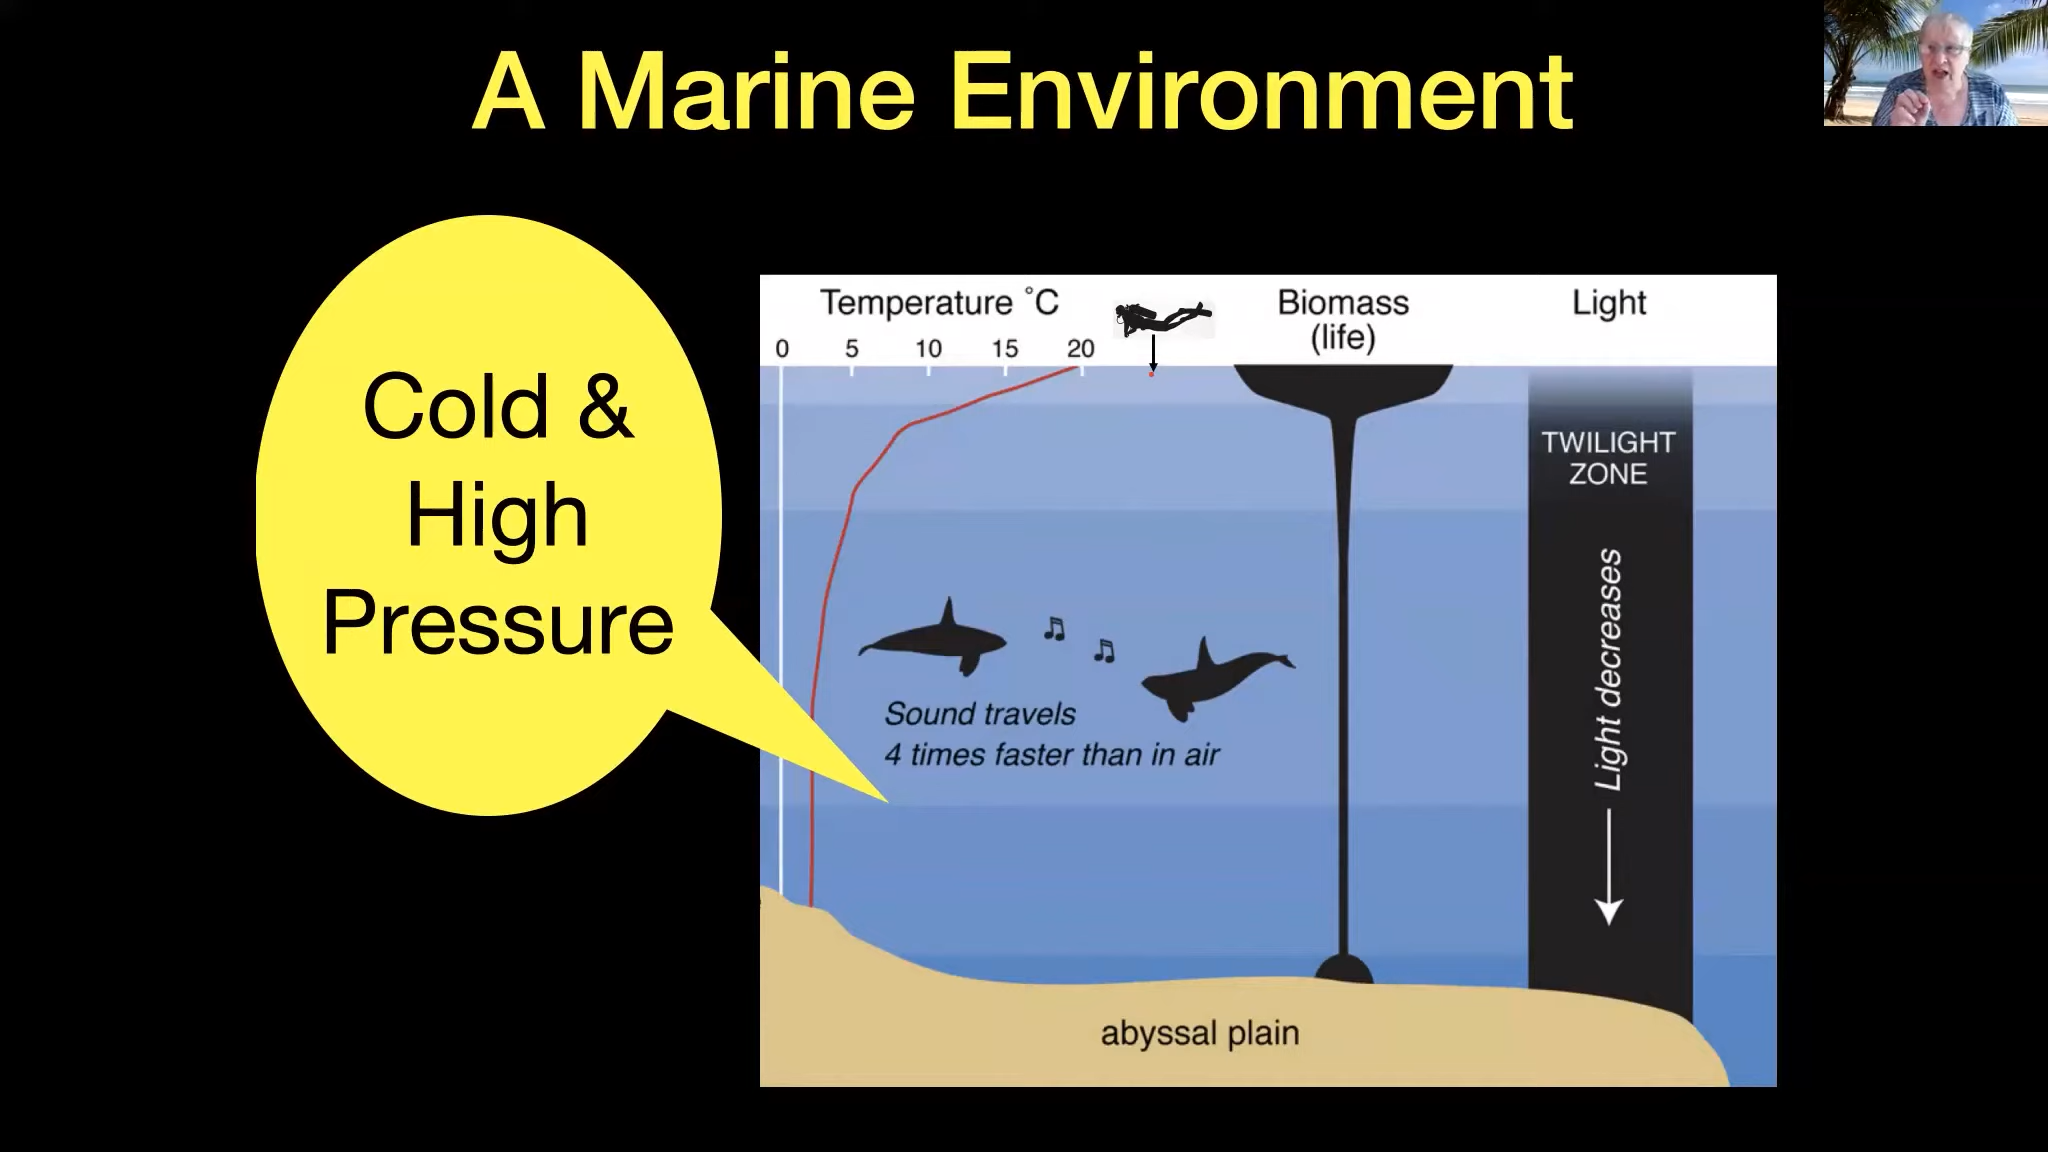 A Marine Environment
Cold &
High
Pressure
Temperature °C
0 5 10 15 20
Biomass
(life)
Light
TWILIGHT
ZONE
Light decreases
Sound travels
4 times faster than in air
abyssal plain